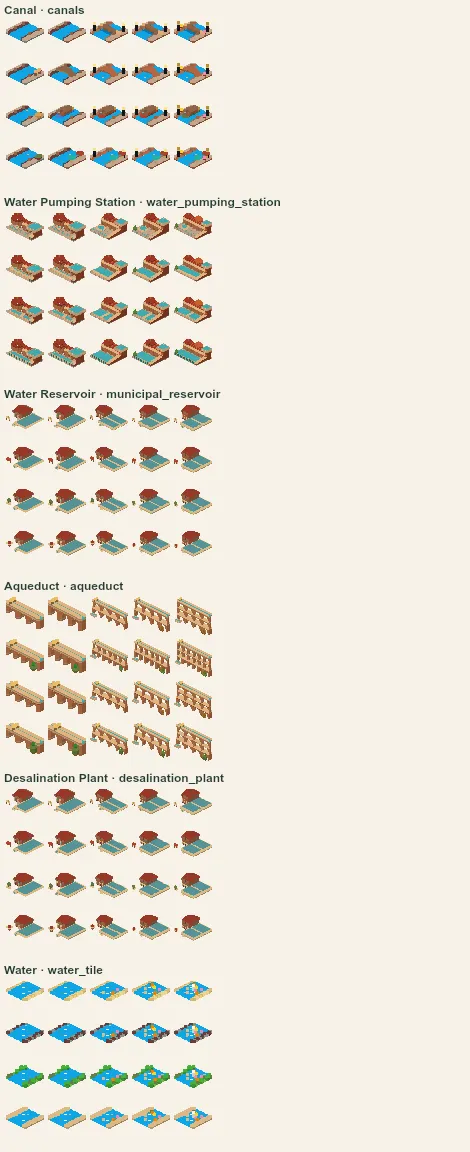 Canal · canals
Water Pumping Station · water_pumping_station
Water Reservoir · municipal_reservoir
Aqueduct · aqueduct
Desalination Plant · desalination_plant
Water · water_tile